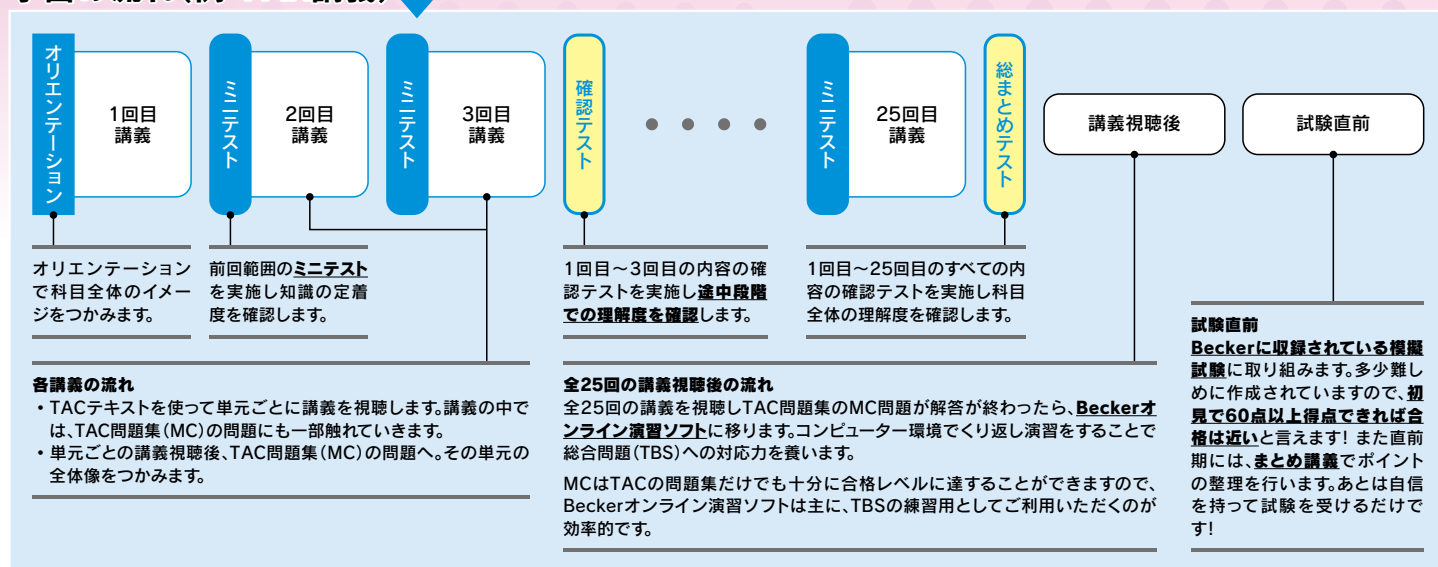 オリエンテーション
1回目
講義
ミニテスト
2回目
講義
ミニテスト
3回目
講義
確認テスト
ミニテスト
25回目
講義
総まとめテスト
講義視聴後
試験直前
オリエンテーション
で科目全体のイメー
ジをつかみます。
前回範囲のミニテスト
を実施し知識の定着
度を確認します。
1回目～3回目の内容の確
認テストを実施し途中段階
での理解度を確認します。
1回目～25回目のすべての内
容の確認テストを実施し科目
全体の理解度を確認します。
各講義の流れ
・TACテキストを使って単元ごとに講義を視聴します。講義の中で
は、TAC問題集(MC)の問題にも一部触れていきます。
・単元ごとの講義視聴後、TAC問題集(MC)の問題へ。その単元の
全体像をつかみます。
全25回の講義視聴後の流れ
全25回の講義を視聴しTAC問題集のMC問題が解答が終わったら、Beckerオ
ンライン演習ソフトに移ります。コンピューター環境でくり返し演習をすることで
総合問題(TBS)への対応力を養います。
MCはTACの問題集だけでも十分に合格レベルに達することができますので、
Beckerオンライン演習ソフトは主に、TBSの練習用としてご利用いただくのが
効率的です。
試験直前
Beckerに収録されている模擬
試験に取り組みます。多少難し
めに作成されていますので、初
見で60点以上得点できれば合
格は近いと言えます! また直前
期には、まとめ講義でポイント
の整理を行います。あとは自信
を持って試験を受けるだけで
す!